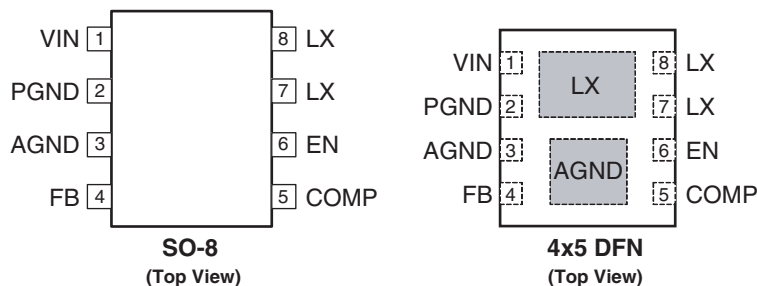 VIN 1
8 LX
PGND 2
7 LX
AGND 3
6 EN
FB 4
5 COMP
SO-8
(Top View)
VIN 1
LX
8 LX
PGND 2
7 LX
AGND 3
AGND
6 EN
FB 4
5 COMP
4x5 DFN
(Top View)